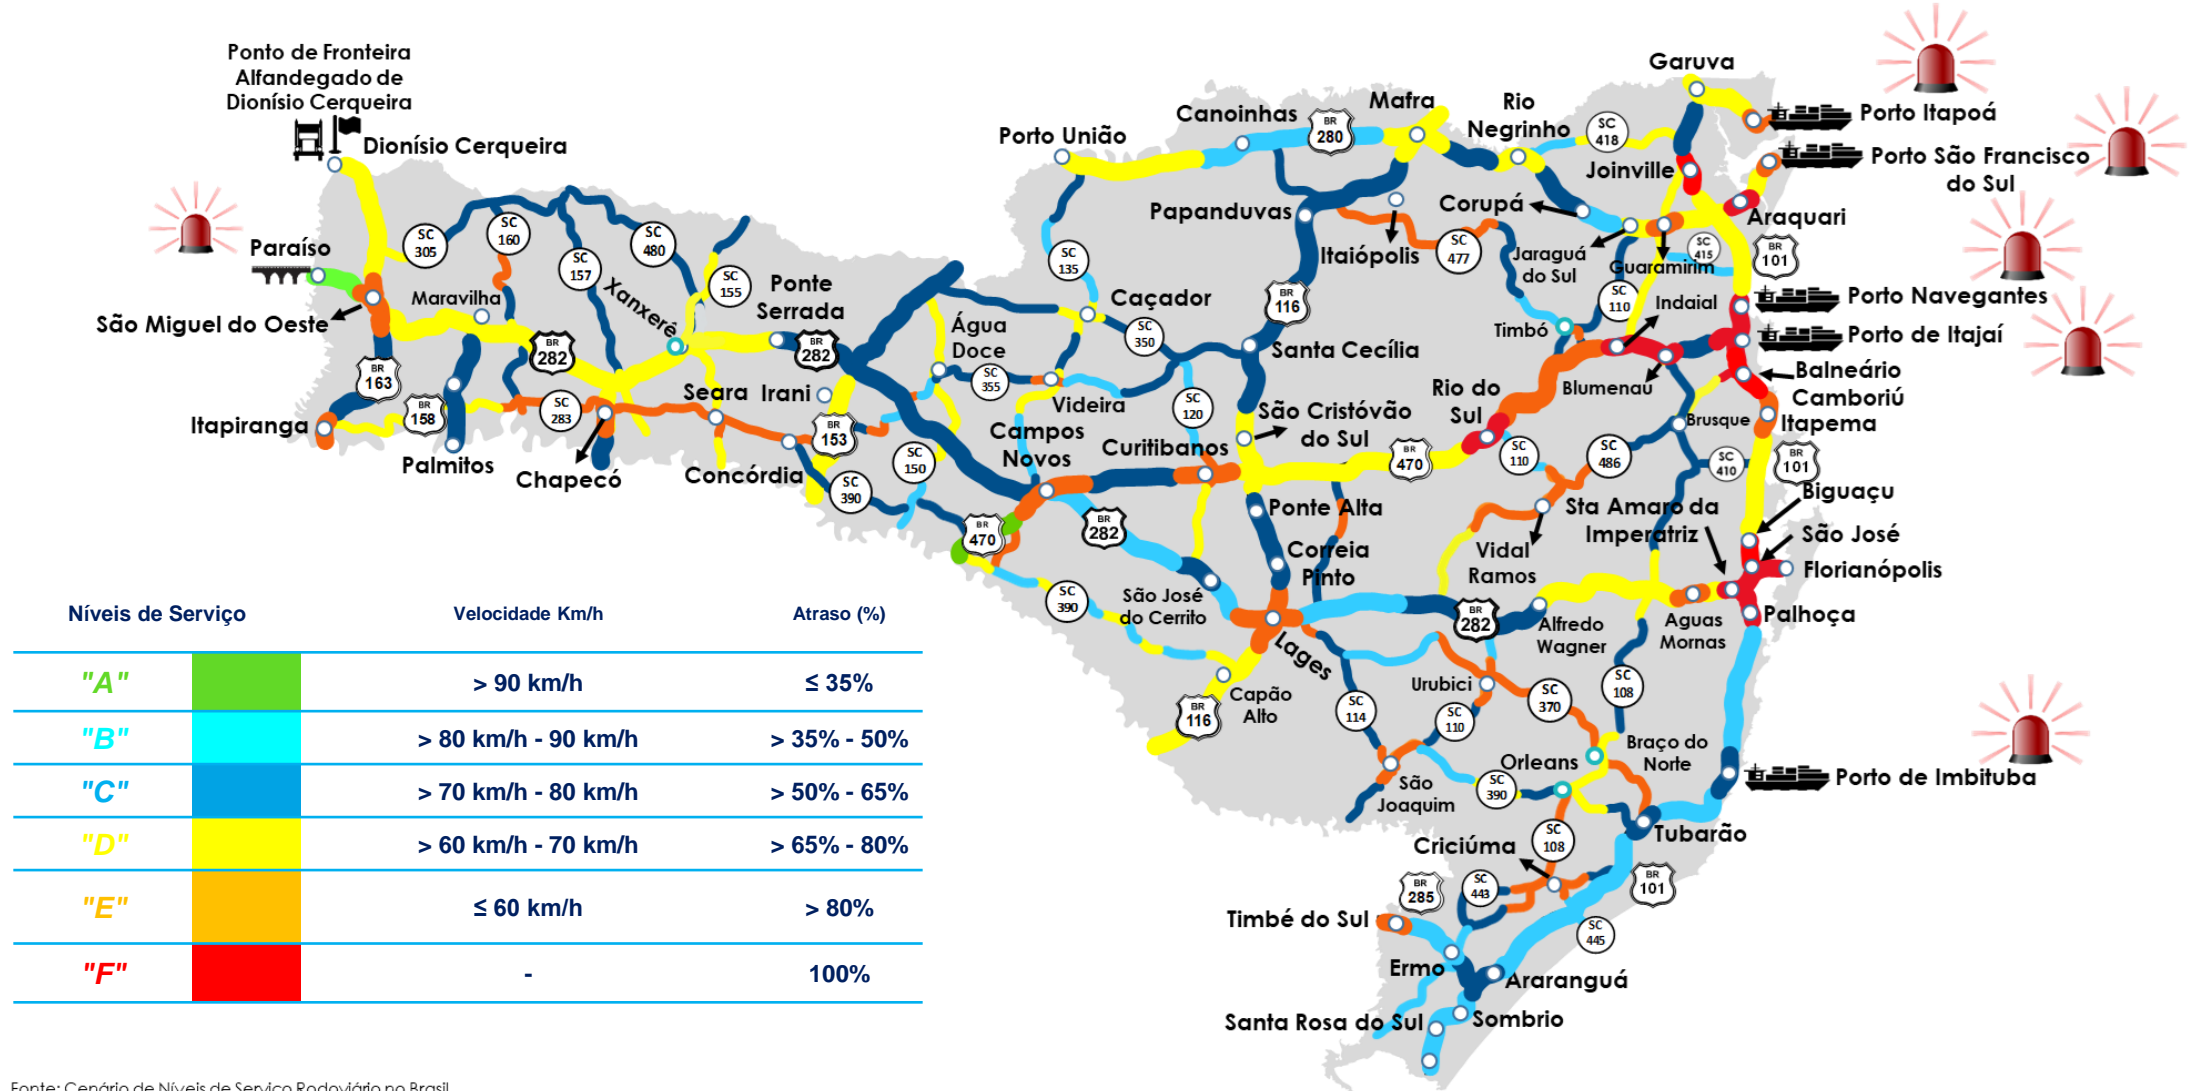 Ponto de Fronteira
Alfandegado de
Dionísio Cerqueira
Dionísio Cerqueira
Paraíso
São Miguel do Oeste
Maravilha
Xanxerê
Ponte
Serrada
SC
305
SC
160
SC
157
SC
480
SC
155
BR
282
BR
282
BR
163
BR
158
SC
283
Itapiranga
Palmitos
Chapecó
Seara
Irani
Concórdia
BR
153
SC
390
SC
150
Água
Doce
SC
355
Videira
Campos
Novos
BR
470
Porto União
Canoinhas
BR
280
Mafra
Rio
Negrinho
SC
418
Garuva
Porto Itapoá
Porto São Francisco
do Sul
Joinville
Araquari
Corupá
Papanduvas
Itaiópolis
SC
477
Jaraguá
do Sul
Guaramirim
SC
415
BR
101
SC
135
Caçador
SC
350
BR
116
SC
110
Indaial
Timbó
Porto Navegantes
Porto de Itajaí
Santa Cecília
Balneário
Camboriú
Blumenau
Rio do
Sul
SC
120
São Cristóvão
do Sul
Itapema
Brusque
Curitibanos
BR
470
SC
110
SC
486
SC
410
BR
101
Biguaçu
Ponte Alta
BR
282
Sta Amaro da
Imperatriz
São José
Vidal
Ramos
Correia
Pinto
Florianópolis
SC
390
São José
do Cerrito
BR
282
Alfredo
Wagner
Aguas
Mornas
Palhoça
Lages
Capão
Alto
BR
116
Urubici
SC
114
SC
110
SC
370
SC
108
Braço do
Norte
Orleans
São
Joaquim
SC
390
Porto de Imbituba
Tubarão
Criciúma
SC
108
BR
285
SC
443
BR
101
SC
445
Timbé do Sul
Ermo
Araranguá
Santa Rosa do Sul
Sombrio
Níveis de Serviço Velocidade Km/h Atraso (%)
"A" > 90 km/h ≤ 35%
"B" > 80 km/h - 90 km/h > 35% - 50%
"C" > 70 km/h - 80 km/h > 50% - 65%
"D" > 60 km/h - 70 km/h > 65% - 80%
"E" ≤ 60 km/h > 80%
"F" - 100%
Fonte: Cenário de Níveis de Serviço Rodoviário no Brasil